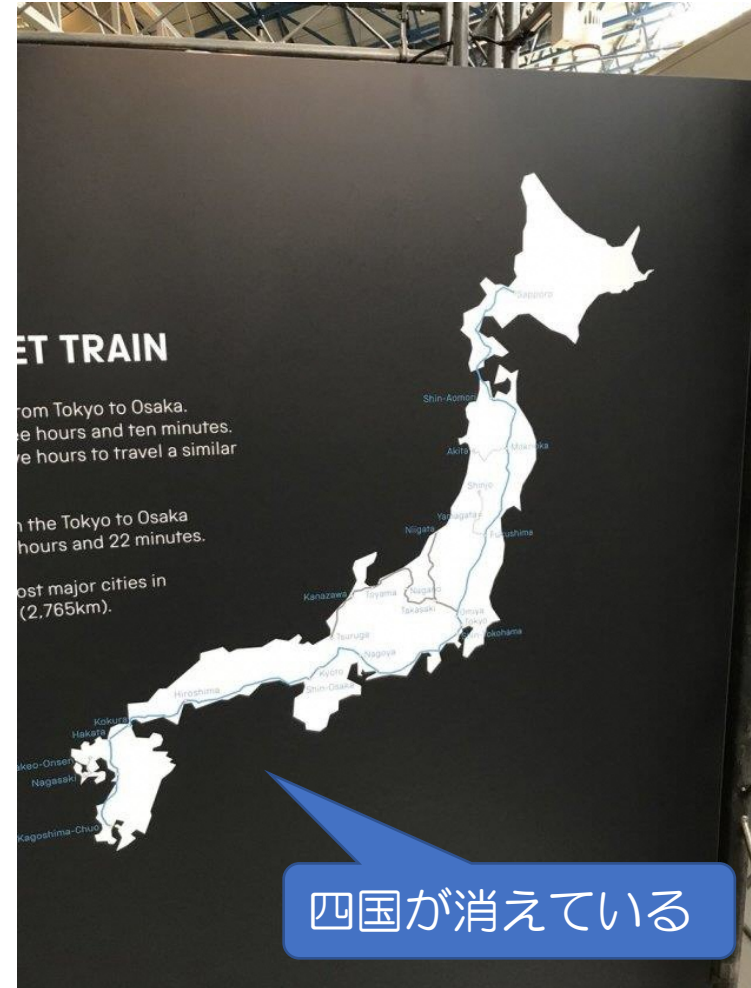 ET TRAIN
rom Tokyo to Osaka.
ee hours and ten minutes.
e hours to travel a similar
n the Tokyo to Osaka
hours and 22 minutes.
ost major cities in
(2,765km).
Sapporo
Shin-Aomori
Akita
Morioka
Shinjo
Yamagata
Niigata
Fukushima
Kanazawa
Toyama
Nagano
Takasaki
Omiya
Tokyo
Shin-Yokohama
Tsuruga
Nagoya
Kyoto
Shin-Osaka
Hiroshima
Kokura
Hakata
akeo-Onsen
Nagasaki
Kagoshima-Chuo
四国が消えている